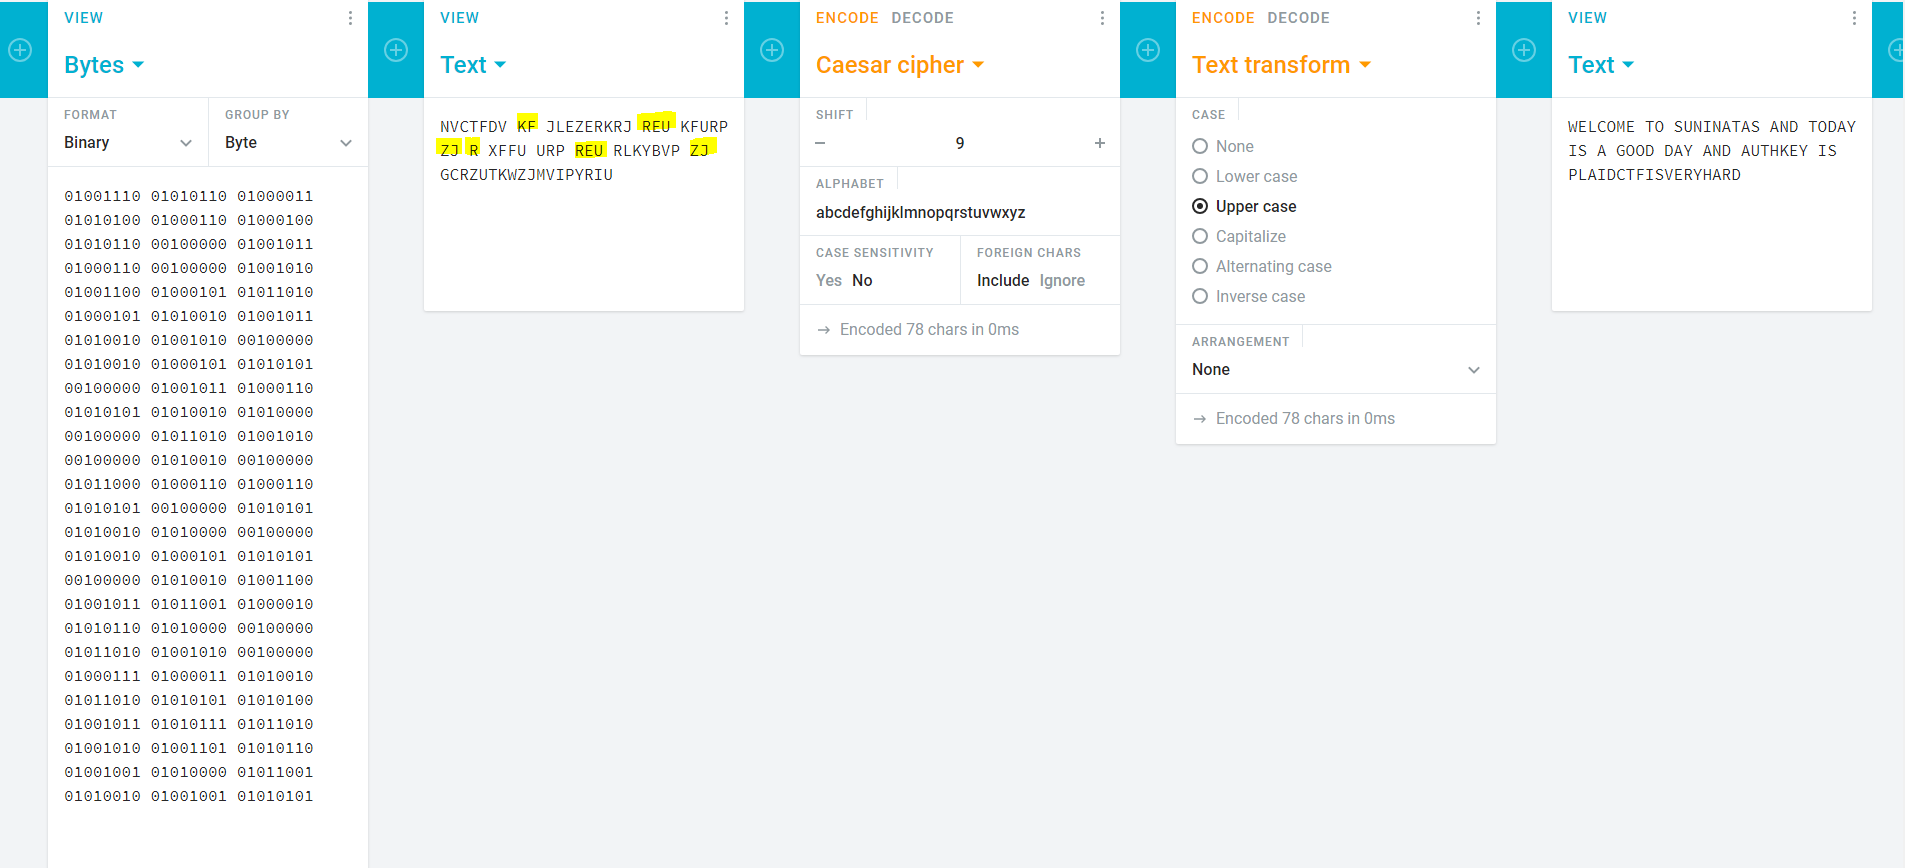 VIEW
Bytes
FORMAT
Binary
GROUP BY
Byte
01001110 01010110 01000011
01010100 01000110 01000100
01010110 00100000 01001011
01000110 00100000 01001010
01001100 01000101 01011010
01000101 01010010 01001011
01010010 01001010 00100000
01010010 01000101 01010101
00100000 01001011 01000110
01010101 01010010 01010000
00100000 01011010 01001010
00100000 01010010 00100000
01011000 01000110 01000110
01010101 00100000 01010101
01010010 01010000 00100000
01010010 01000101 01010101
00100000 01010010 01001100
01001011 01011001 01000010
01010110 01010000 00100000
01011010 01001010 00100000
01000111 01000011 01010010
01011010 01010101 01010100
01001011 01010111 01011010
01001010 01001101 01010110
01001001 01010000 01011001
01010010 01001001 01010101
VIEW
Text
NVCTFDV KF JLEZERKRJ REU KFURP
ZJ R XFFU URP REU RLKYBVP ZJ
GCRZUTKWZJMVIPYRIU
ENCODE DECODE
Caesar cipher
SHIFT
− 9 +
ALPHABET
abcdefghijklmnopqrstuvwxyz
CASE SENSITIVITY
Yes No
FOREIGN CHARS
Include Ignore
→ Encoded 78 chars in 0ms
ENCODE DECODE
Text transform
CASE
None
Lower case
Upper case
Capitalize
Alternating case
Inverse case
ARRANGEMENT
None
→ Encoded 78 chars in 0ms
VIEW
Text
WELCOME TO SUNINATAS AND TODAY
IS A GOOD DAY AND AUTHKEY IS
PLAIDCTFISVERYHARD